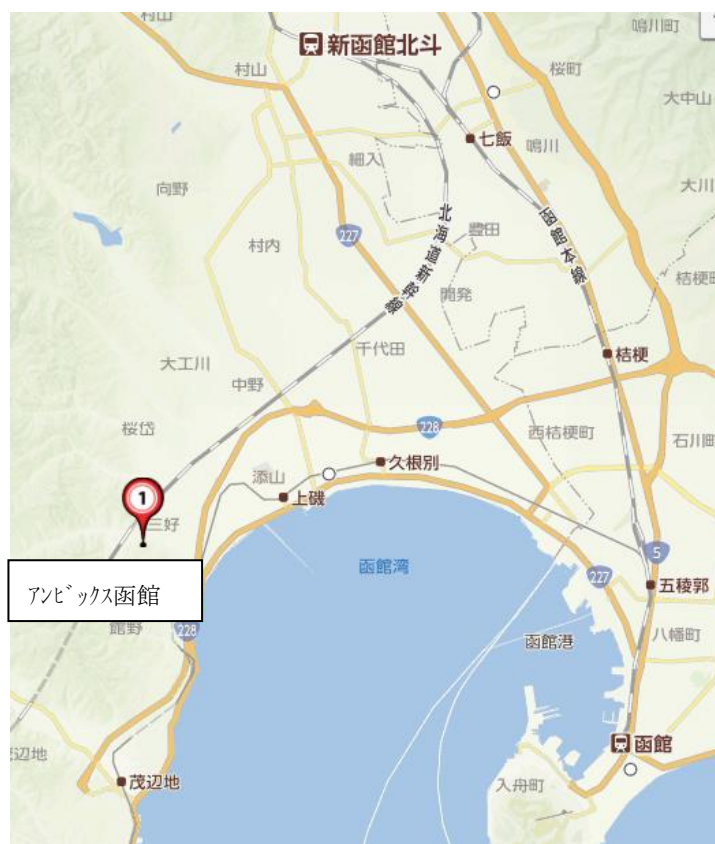 村山
鳴川町
新函館北斗
村山
桜町
大中山
七飯
鳴川
細入
向野
大川
227
北海道新幹線
豊田
函館本線
村内
開発
桔梗町
千代田
桔梗
大工川
中野
228
桜岱
西桔梗町
石川町
久根別
添山
上磯
1
三好
函館湾
5
アンビックス函館
227
五稜郭
館野
228
八幡町
函館港
函館
茂辺地
茂辺地
入舟町